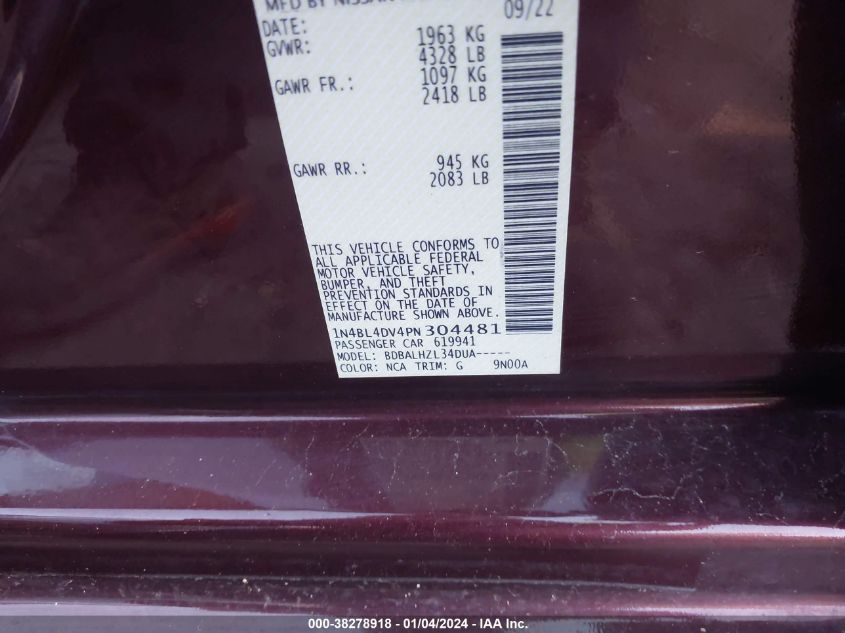 MFD BY NISSAN
DATE: 09/22
GVWR: 1963 KG
4328 LB
GAWR FR.: 1097 KG
2418 LB
GAWR RR.: 945 KG
2083 LB
THIS VEHICLE CONFORMS TO
ALL APPLICABLE FEDERAL
MOTOR VEHICLE SAFETY,
BUMPER, AND THEFT
PREVENTION STANDARDS IN
EFFECT ON THE DATE OF
MANUFACTURE SHOWN ABOVE.
1N4BL4DV4PN304481
PASSENGER CAR 619941
MODEL: BDBALHZL34DUA-----
COLOR: NCA TRIM: G 9N00A
000-38278918 - 01/04/2024 - IAA Inc.